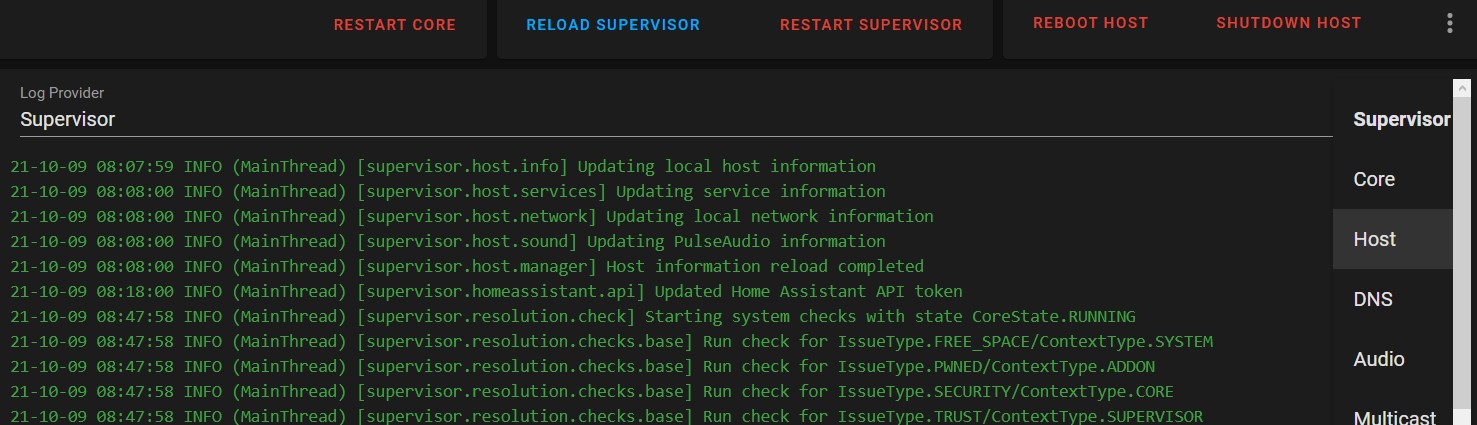 RESTART CORE RELOAD SUPERVISOR RESTART SUPERVISOR REBOOT HOST SHUTDOWN HOST
Log Provider
Supervisor
21-10-09 08:07:59 INFO (MainThread) [supervisor.host.info] Updating local host information
21-10-09 08:08:00 INFO (MainThread) [supervisor.host.services] Updating service information
21-10-09 08:08:00 INFO (MainThread) [supervisor.host.network] Updating local network information
21-10-09 08:08:00 INFO (MainThread) [supervisor.host.sound] Updating PulseAudio information
21-10-09 08:08:00 INFO (MainThread) [supervisor.host.manager] Host information reload completed
21-10-09 08:18:00 INFO (MainThread) [supervisor.homeassistant.api] Updated Home Assistant API token
21-10-09 08:47:58 INFO (MainThread) [supervisor.resolution.check] Starting system checks with state CoreState.RUNNING
21-10-09 08:47:58 INFO (MainThread) [supervisor.resolution.checks.base] Run check for IssueType.FREE_SPACE/ContextType.SYSTEM
21-10-09 08:47:58 INFO (MainThread) [supervisor.resolution.checks.base] Run check for IssueType.PWNED/ContextType.ADDON
21-10-09 08:47:58 INFO (MainThread) [supervisor.resolution.checks.base] Run check for IssueType.SECURITY/ContextType.CORE
21-10-09 08:47:58 INFO (MainThread) [supervisor.resolution.checks.base] Run check for IssueType.TRUST/ContextType.SUPERVISOR
Supervisor
Core
Host
DNS
Audio
Multicast